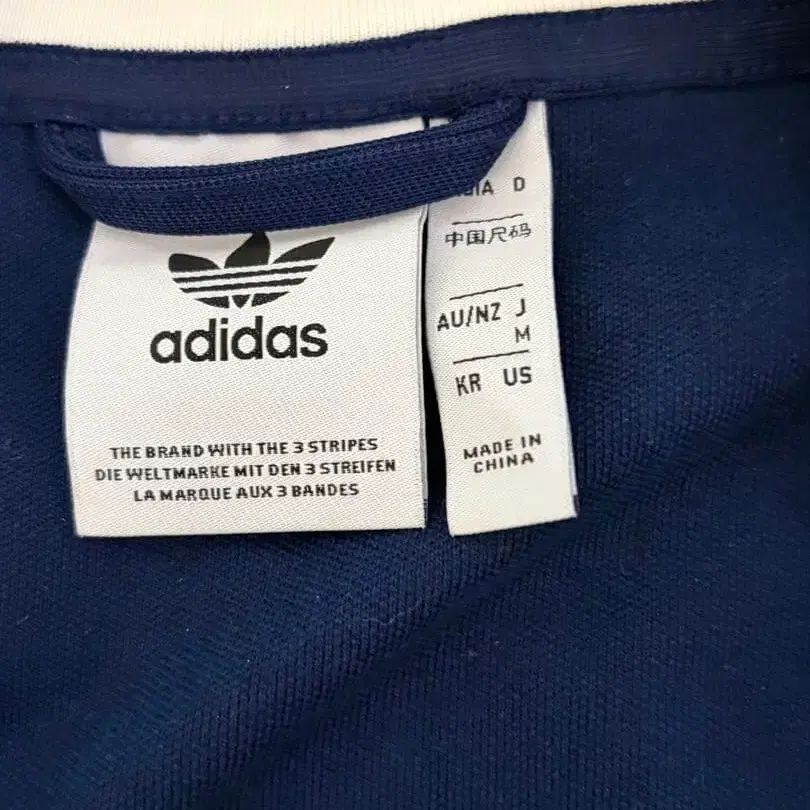 adidas
THE BRAND WITH THE 3 STRIPES
DIE WELTMARKE MIT DEN 3 STREIFEN
LA MARQUE AUX 3 BANDES
D
中国尺码
AU/NZ J
M
KR US
MADE IN
CHINA